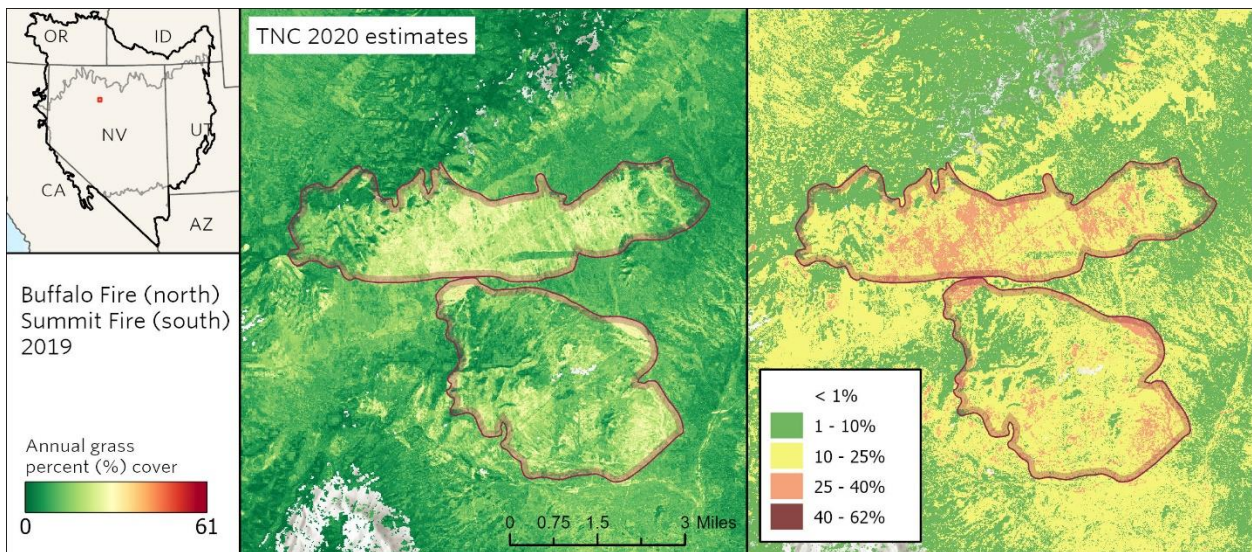 OR
ID
NV
UT
CA
AZ
Buffalo Fire (north)
Summit Fire (south)
2019
Annual grass
percent (%) cover
0
61
TNC 2020 estimates
0 0.75 1.5 3 Miles
< 1%
1 - 10%
10 - 25%
25 - 40%
40 - 62%